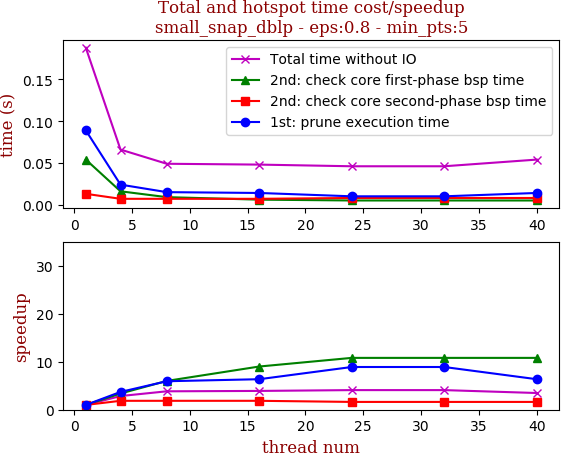 Total and hotspot time cost/speedup
small_snap_dblp - eps:0.8 - min_pts:5
time (s)
0.15
0.10
0.05
0.00
Total time without IO
2nd: check core first-phase bsp time
2nd: check core second-phase bsp time
1st: prune execution time
0 5 10 15 20 25 30 35 40
speedup
30
20
10
0
0 5 10 15 20 25 30 35 40
thread num